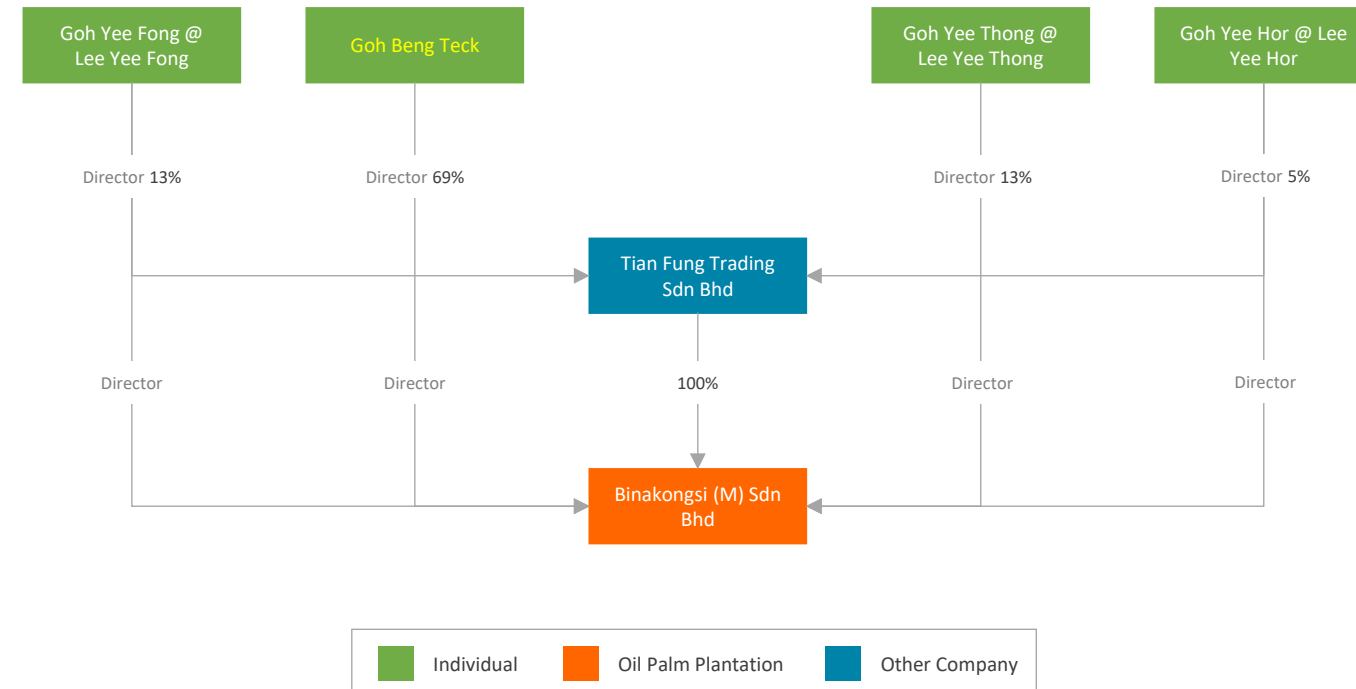 Goh Yee Fong @
Lee Yee Fong
Goh Beng Teck
Goh Yee Thong @
Lee Yee Thong
Goh Yee Hor @ Lee
Yee Hor
Director 13%
Director 69%
Director 13%
Director 5%
Tian Fung Trading
Sdn Bhd
Director
Director
100%
Director
Director
Binakongsi (M) Sdn
Bhd
Individual
Oil Palm Plantation
Other Company